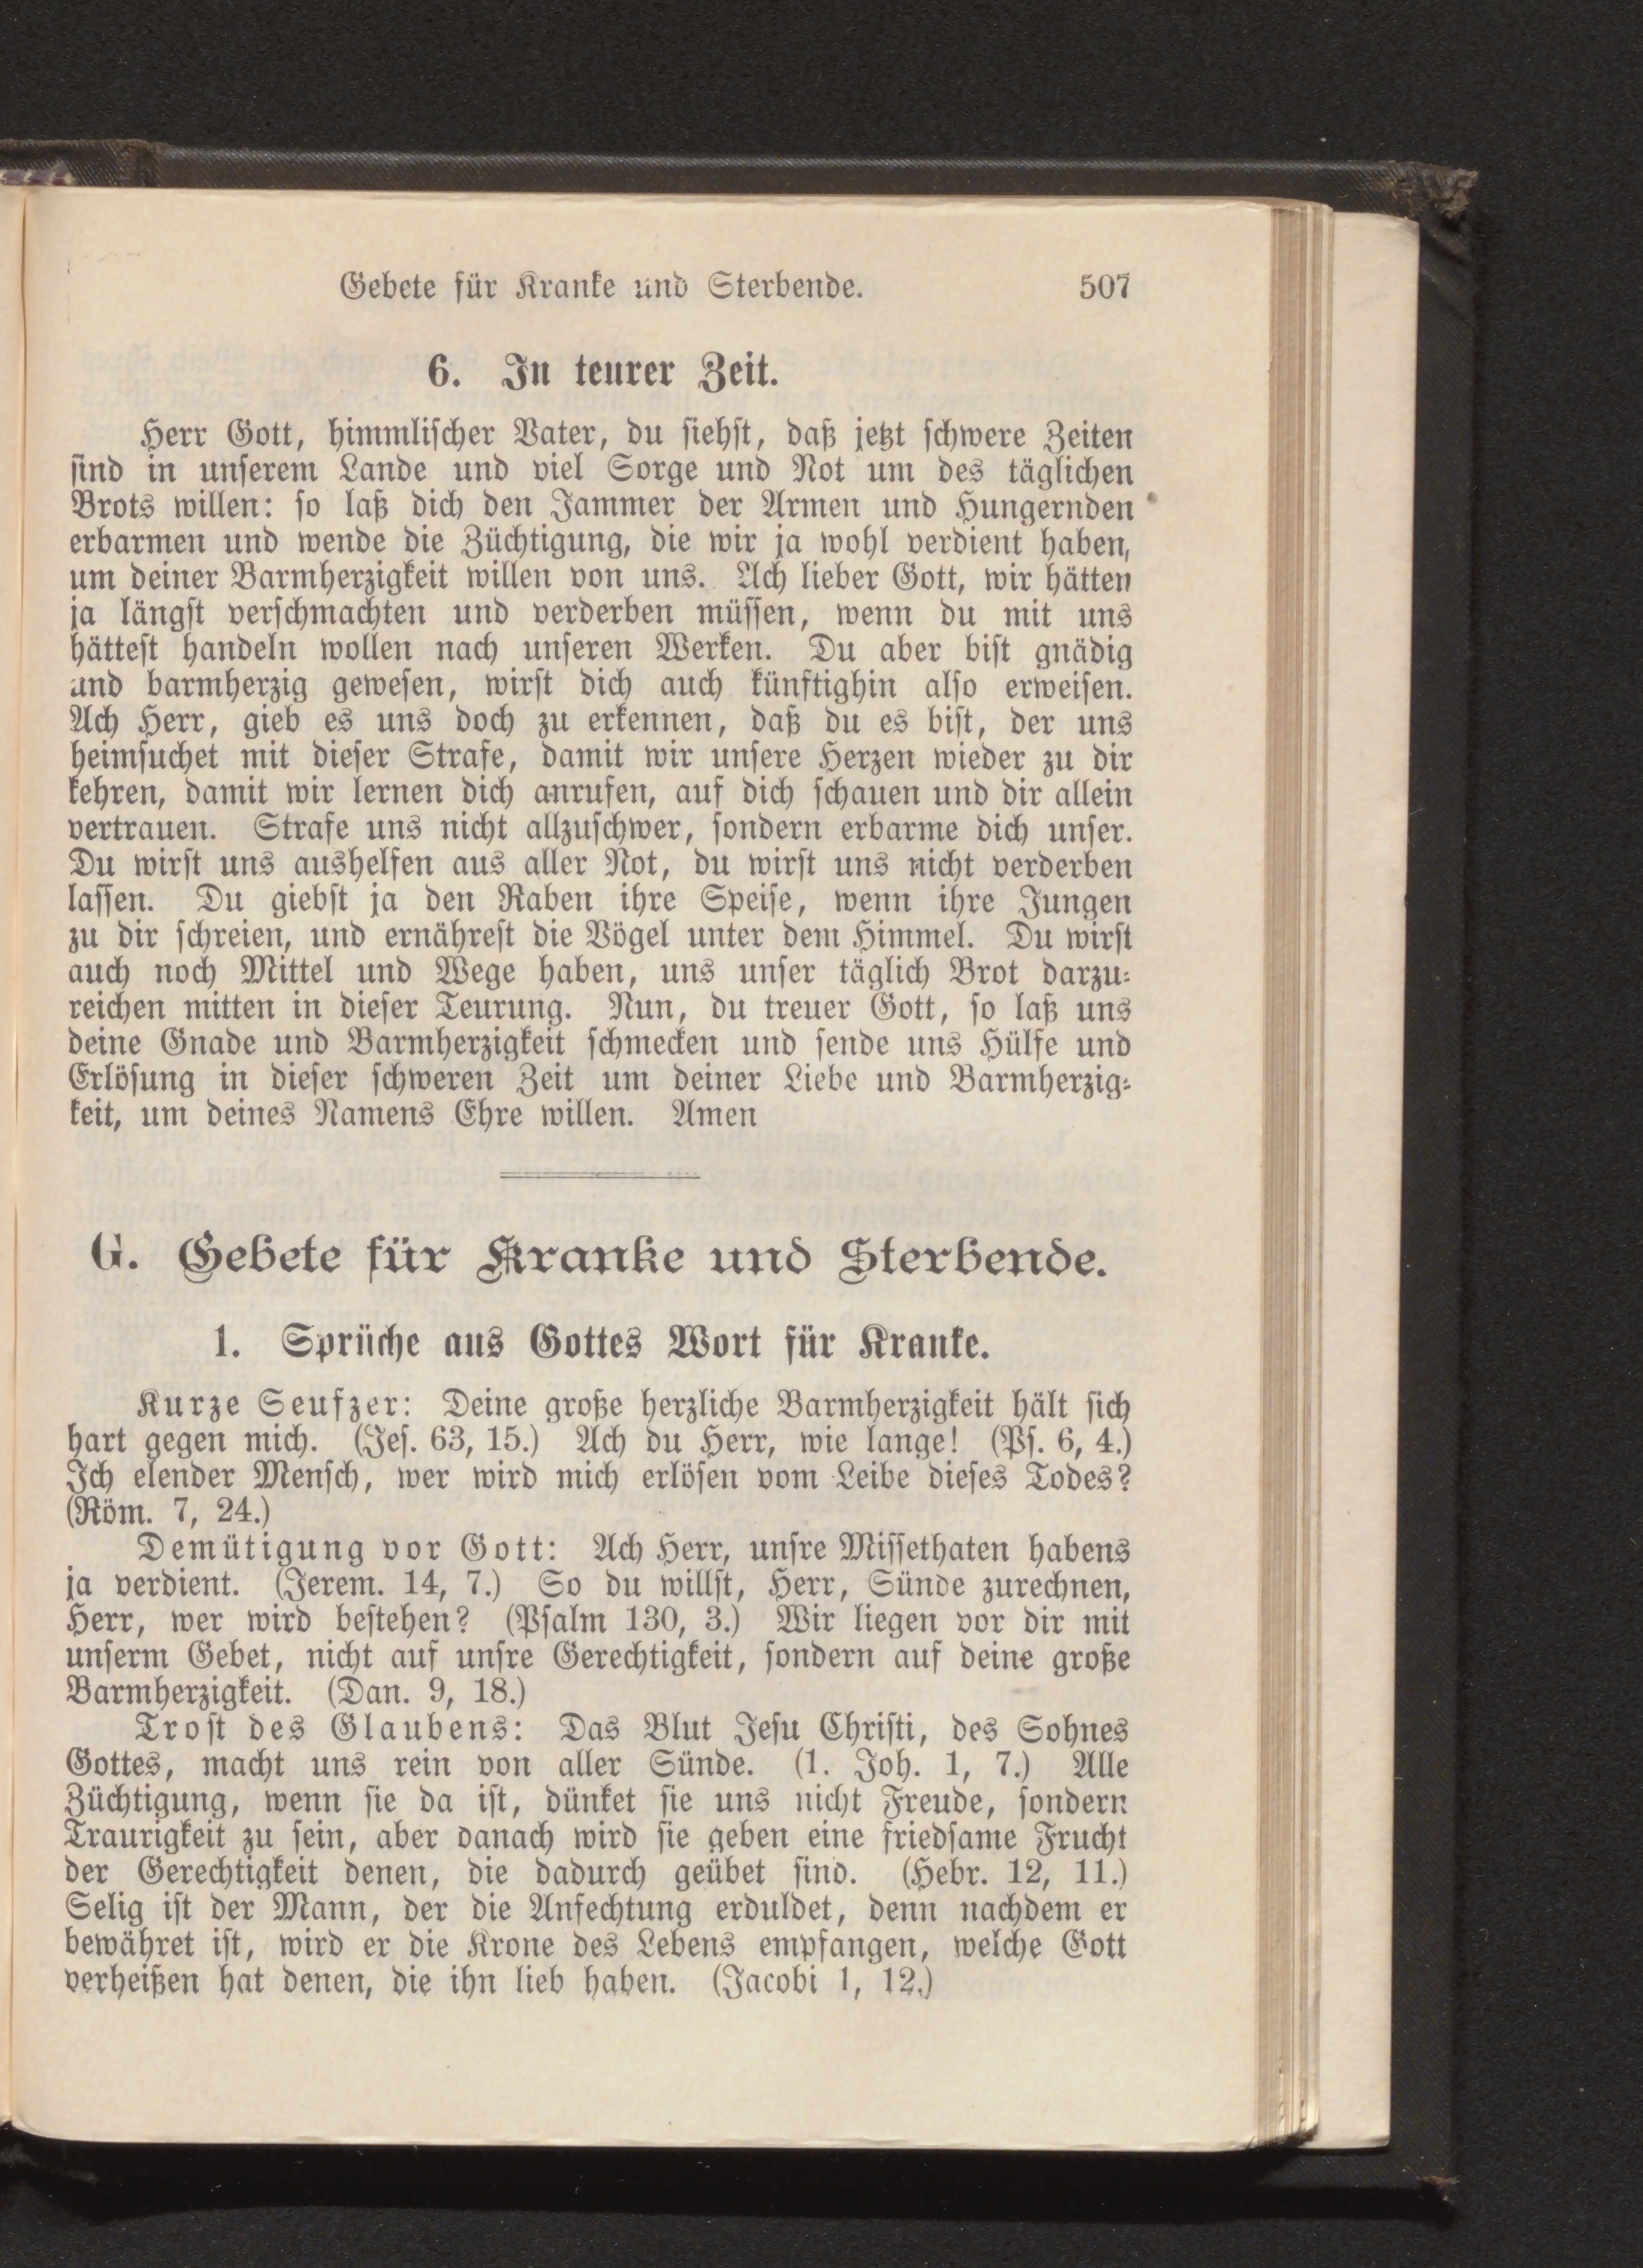 Gebete für Kranke und Sterbende. 507
6. In teurer Zeit.
Herr Gott, himmlischer Vater, du siehst, daß jetzt schwere Zeiten
sind in unserem Lande und viel Sorge und Not um des täglichen
Brots willen: so laß dich den Jammer der Armen und Hungernden
erbarmen und wende die Züchtigung, die wir ja wohl verdient haben,
um deiner Barmherzigkeit willen von uns. Ach lieber Gott, wir hätten
ja längst verschmachten und verderben müssen, wenn du mit uns
hättest handeln wollen nach unseren Werken. Du aber bist gnädig
und barmherzig gewesen, wirst dich auch künftighin also erweisen.
Ach Herr, gieb es uns doch zu erkennen, daß du es bist, der uns
heimsuchet mit dieser Strafe, damit wir unsere Herzen wieder zu dir
kehren, damit wir lernen dich anrufen, auf dich schauen und dir allein
vertrauen. Strafe uns nicht allzuschwer, sondern erbarme dich unser.
Du wirst uns aushelfen aus aller Not, du wirst uns nicht verderben
lassen. Du giebst ja den Raben ihre Speise, wenn ihre Jungen
zu dir schreien, und ernährest die Vögel unter dem Himmel. Du wirst
auch noch Mittel und Wege haben, uns unser täglich Brot darzu-
reichen mitten in dieser Teurung. Nun, du treuer Gott, so laß uns
deine Gnade und Barmherzigkeit schmecken und sende uns Hülfe und
Erlösung in dieser schweren Zeit um deiner Liebe und Barmherzig-
keit, um deines Namens Ehre willen. Amen
G. Gebete für Kranke und Sterbende.
1. Sprüche aus Gottes Wort für Kranke.
Kurze Seufzer: Deine große herzliche Barmherzigkeit hält sich
hart gegen mich. (Jes. 63, 15.) Ach du Herr, wie lange! (Ps. 6, 4.)
Ich elender Mensch, wer wird mich erlösen vom Leibe dieses Todes?
(Röm. 7, 24.)
Demütigung vor Gott: Ach Herr, unsre Missethaten habens
ja verdient. (Jerem. 14, 7.) So du willst, Herr, Sünde zurechnen,
Herr, wer wird bestehen? (Psalm 130, 3.) Wir liegen vor dir mit
unserm Gebet, nicht auf unsre Gerechtigkeit, sondern auf deine große
Barmherzigkeit. (Dan. 9, 18.)
Trost des Glaubens: Das Blut Jesu Christi, des Sohnes
Gottes, macht uns rein von aller Sünde. (1. Joh. 1, 7.) Alle
Züchtigung, wenn sie da ist, dünket sie uns nicht Freude, sondern
Traurigkeit zu sein, aber danach wird sie geben eine friedsame Frucht
der Gerechtigkeit denen, die dadurch geübet sind. (Hebr. 12, 11.)
Selig ist der Mann, der die Anfechtung erduldet, denn nachdem er
bewähret ist, wird er die Krone des Lebens empfangen, welche Gott
verheißen hat denen, die ihn lieb haben. (Jacobi 1, 12.)